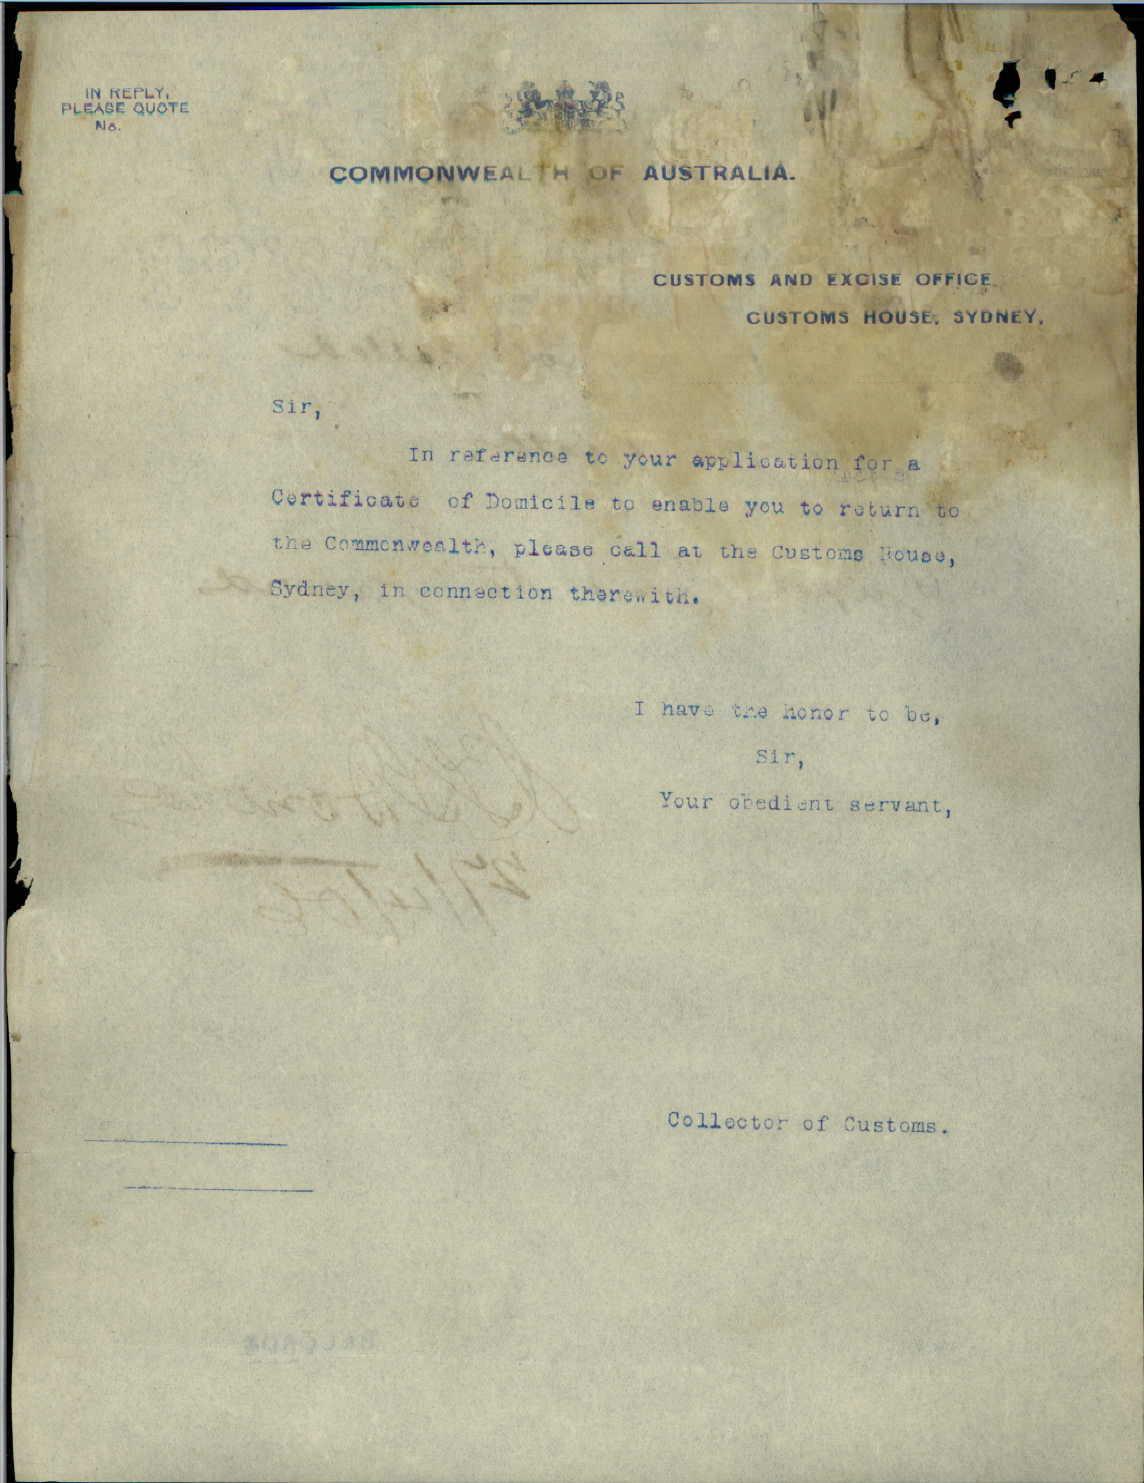 IN REPLY,
PLEASE QUOTE
No.
COMMONWEALTH OF AUSTRALIA.
CUSTOMS AND EXCISE OFFICE
CUSTOMS HOUSE, SYDNEY,
Sir,
In reference to your application for a
Certificate of Domicile to enable you to return to
the Commonwealth, please call at the Customs House,
Sydney, in connection therewith.
I have the honor to be,
Sir,
Your obedient servant,
Collector of Customs.